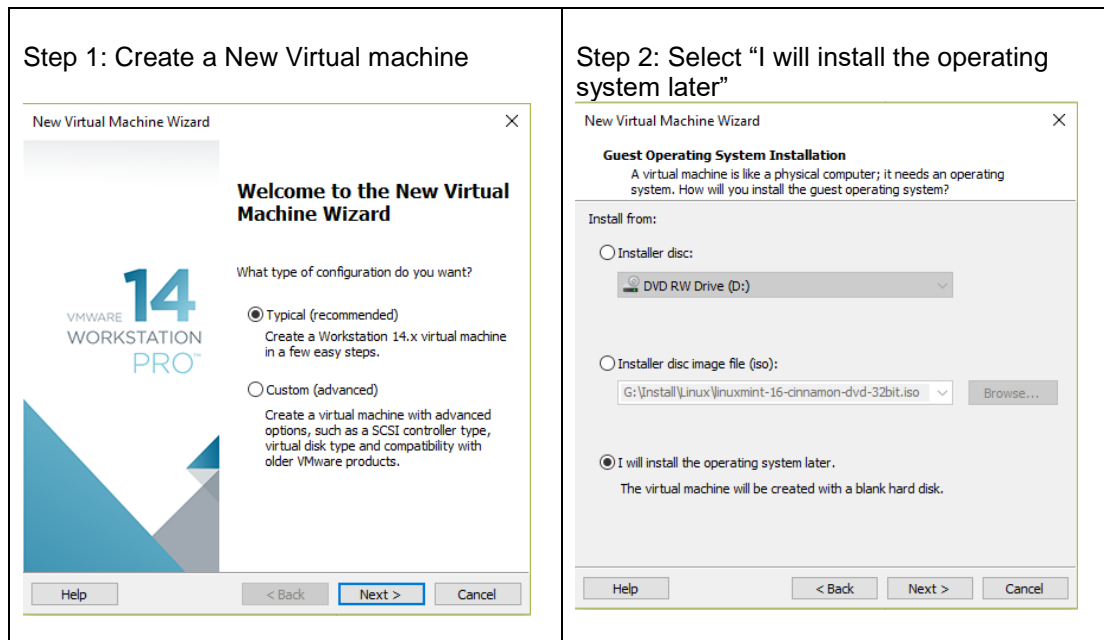 Step 1: Create a New Virtual machine
New Virtual Machine Wizard
Welcome to the New Virtual
Machine Wizard
What type of configuration do you want?
14
VMWARE
WORKSTATION
PRO™
Typical (recommended)
Create a Workstation 14.x virtual machine
in a few easy steps.
Custom (advanced)
Create a virtual machine with advanced
options, such as a SCSI controller type,
virtual disk type and compatibility with
older VMware products.
Help
< Back
Next >
Cancel
Step 2: Select “I will install the operating
system later”
New Virtual Machine Wizard
Guest Operating System Installation
A virtual machine is like a physical computer; it needs an operating
system. How will you install the guest operating system?
Install from:
Installer disc:
DVD RW Drive (D:)
Installer disc image file (iso):
G:\Install\Linux\linuxmint-16-cinnamon-dvd-32bit.iso
Browse...
I will install the operating system later.
The virtual machine will be created with a blank hard disk.
Help
< Back
Next >
Cancel